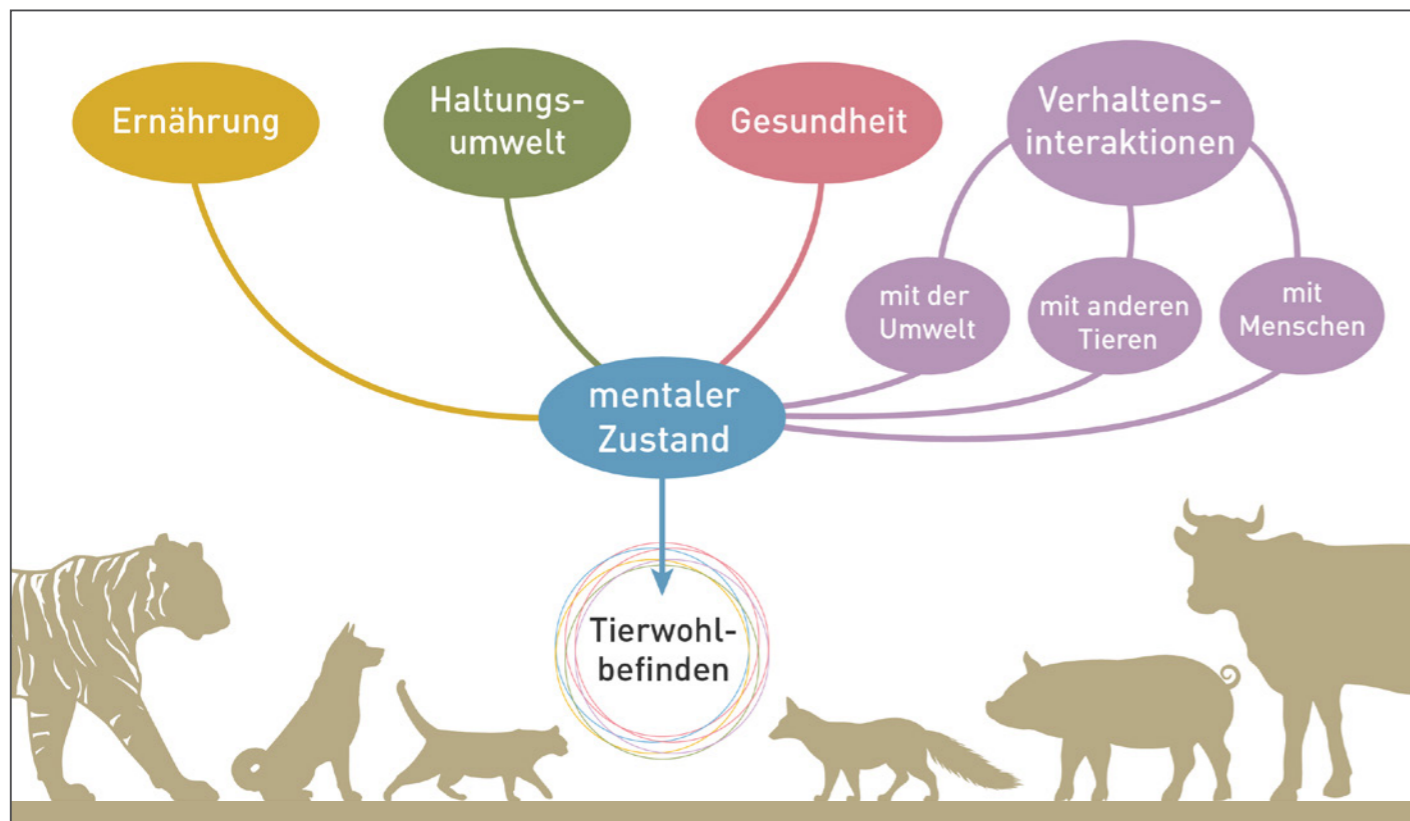 Ernährung
Haltungs-
umwelt
Gesundheit
Verhaltens-
interaktionen
mit der
Umwelt
mit anderen
Tieren
mit
Menschen
mentaler
Zustand
Tierwohl-
befinden